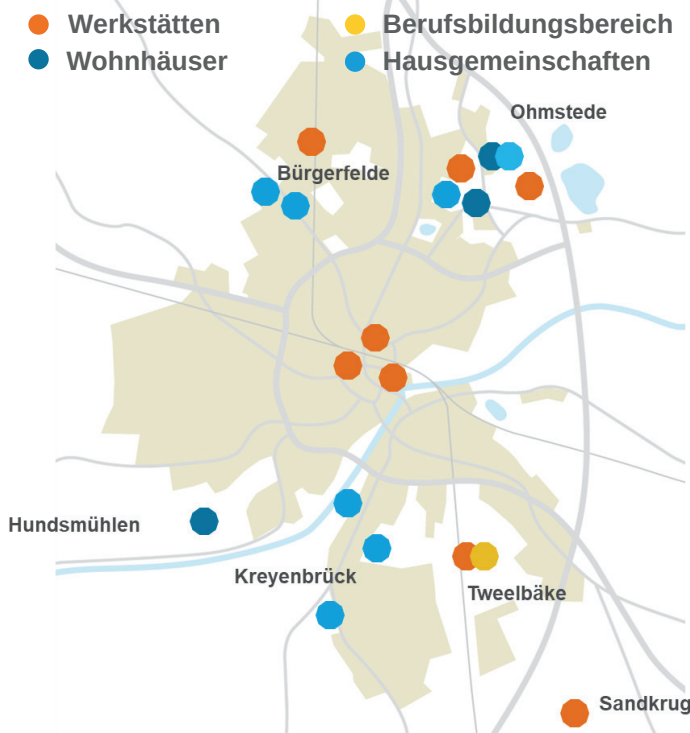 Werkstätten
Berufsbildungsbereich
Wohnhäuser
Hausgemeinschaften
Ohmstede
Bürgerfelde
Hundsmühlen
Kreyenbrück
Tweelbäke
Sandkrug